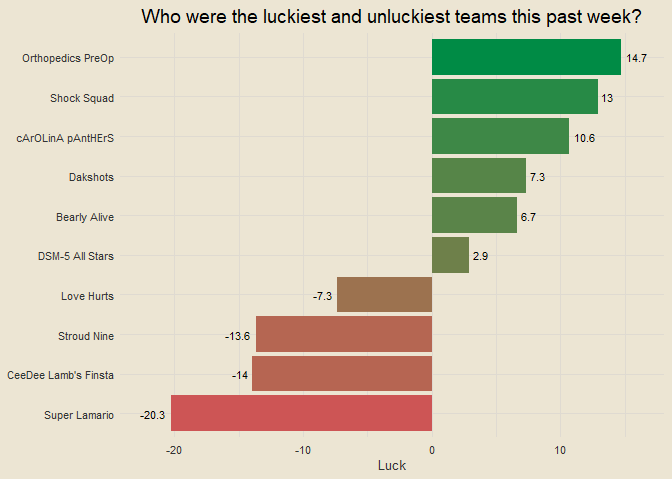 Who were the luckiest and unluckiest teams this past week?
Orthopedics PreOp 14.7
Shock Squad 13
cArOLinA pAntHErS 10.6
Dakshots 7.3
Bearly Alive 6.7
DSM-5 All Stars 2.9
Love Hurts -7.3
Stroud Nine -13.6
CeeDee Lamb's Finsta -14
Super Lamario -20.3
-20 -10 0 10
Luck